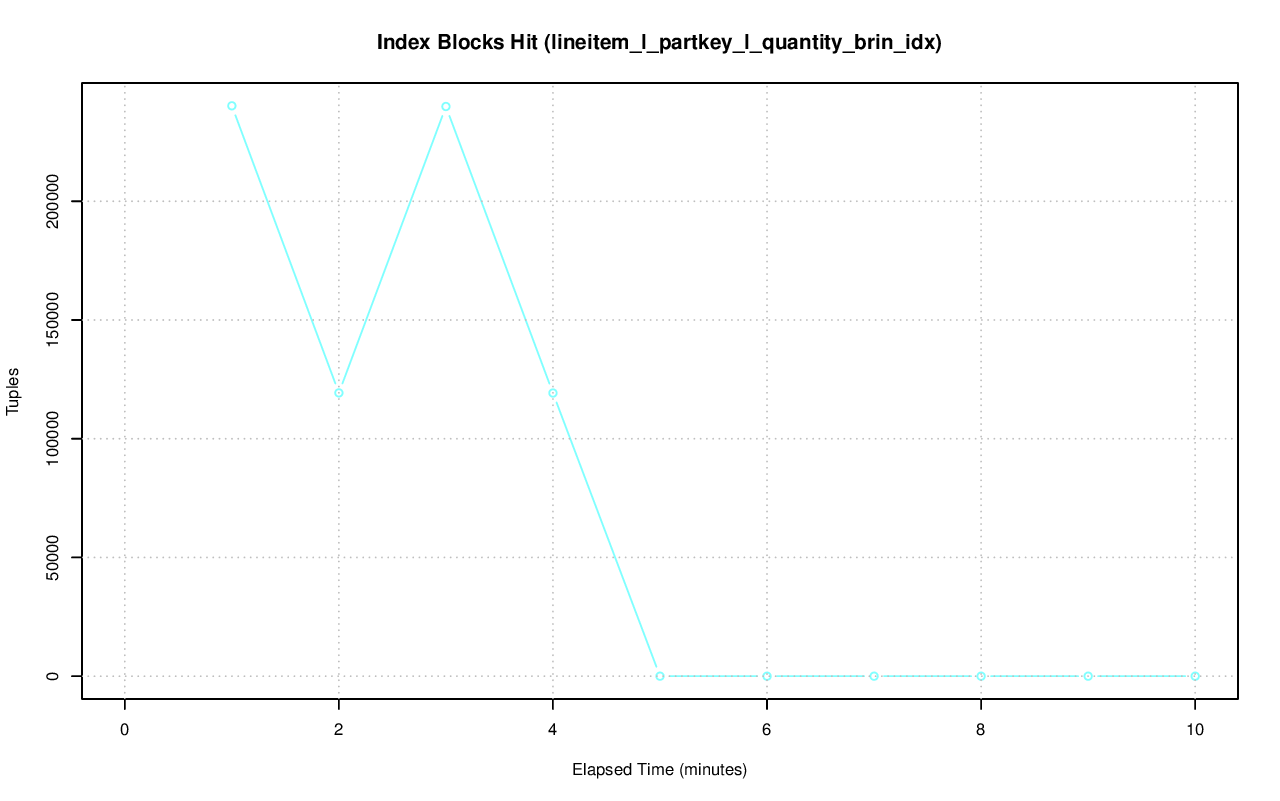 Index Blocks Hit (lineitem_l_partkey_l_quantity_brin_idx)
Tuples
200000
150000
100000
50000
0
0 2 4 6 8 10
Elapsed Time (minutes)